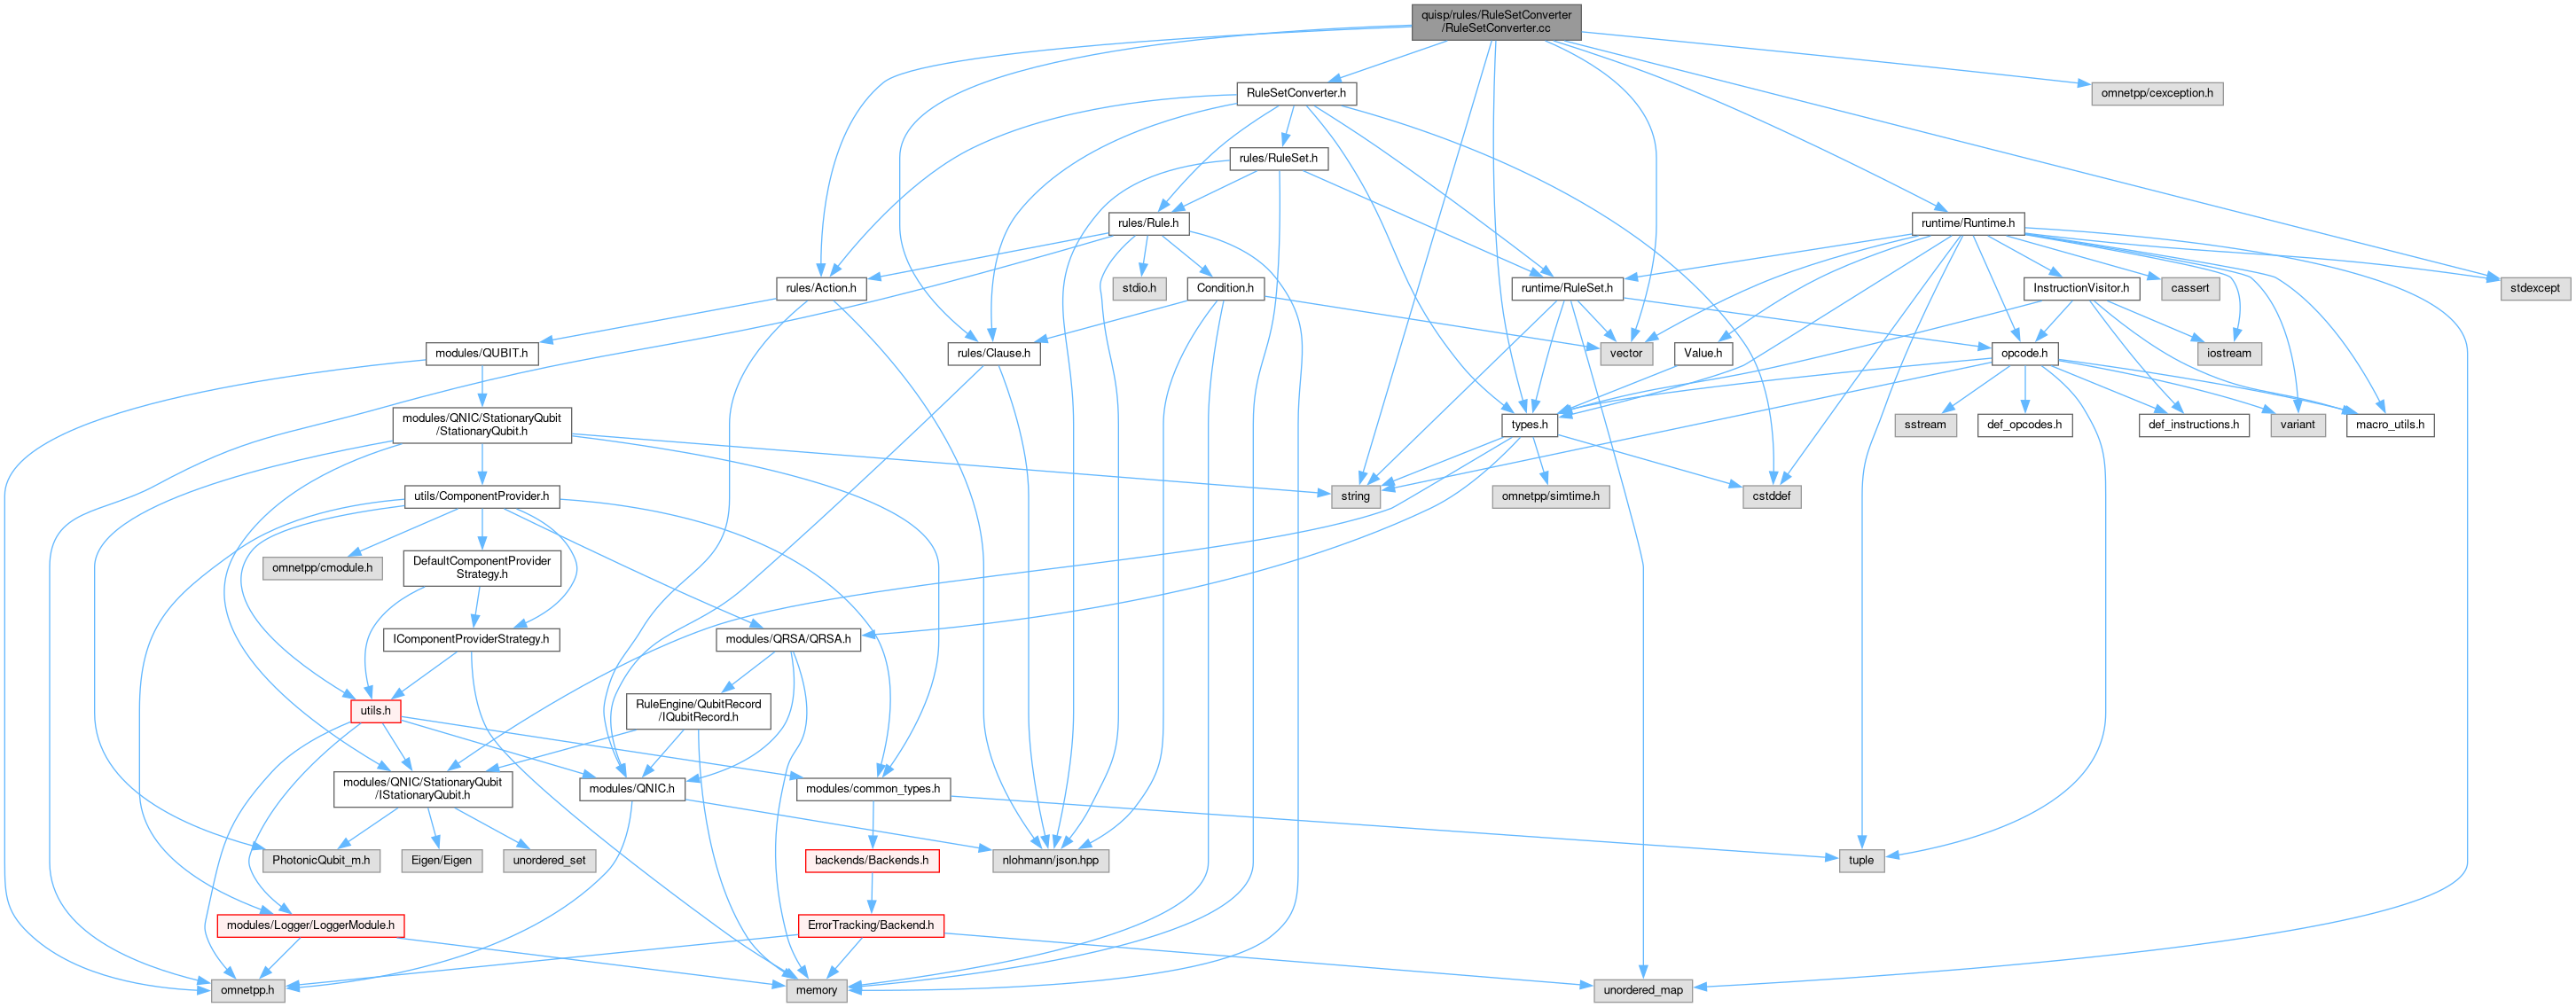 quisp/rules/RuleSetConverter
/RuleSetConverter.cc
RuleSetConverter.h
omnetpp/cexception.h
rules/RuleSet.h
rules/Rule.h
runtime/Runtime.h
rules/Action.h
stdio.h
Condition.h
runtime/RuleSet.h
InstructionVisitor.h
cassert
stdexcept
modules/QUBIT.h
rules/Clause.h
vector
Value.h
opcode.h
iostream
modules/QNIC/StationaryQubit
/StationaryQubit.h
types.h
sstream
def_opcodes.h
def_instructions.h
variant
macro_utils.h
utils/ComponentProvider.h
string
omnetpp/simtime.h
cstddef
omnetpp/cmodule.h
DefaultComponentProvider
Strategy.h
IComponentProviderStrategy.h
modules/QRSA/QRSA.h
utils.h
RuleEngine/QubitRecord
/IQubitRecord.h
modules/QNIC/StationaryQubit
/IStationaryQubit.h
modules/QNIC.h
modules/common_types.h
PhotonicQubit_m.h
Eigen/Eigen
unordered_set
backends/Backends.h
nlohmann/json.hpp
tuple
modules/Logger/LoggerModule.h
ErrorTracking/Backend.h
omnetpp.h
memory
unordered_map